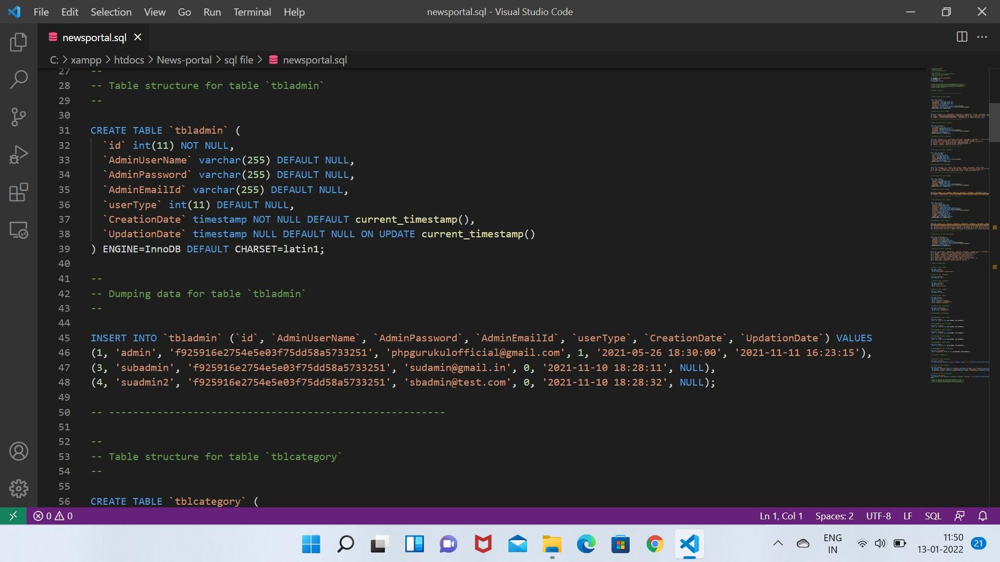 File Edit Selection View Go Run Terminal Help
newsportal.sql - Visual Studio Code
newsportal.sql
C: > xampp > htdocs > News-portal > sql file > newsportal.sql
27 --
28 -- Table structure for table `tbladmin`
29 --
30
31 CREATE TABLE `tbladmin` (
32 `id` int(11) NOT NULL,
33 `AdminUserName` varchar(255) DEFAULT NULL,
34 `AdminPassword` varchar(255) DEFAULT NULL,
35 `AdminEmailId` varchar(255) DEFAULT NULL,
36 `userType` int(11) DEFAULT NULL,
37 `CreationDate` timestamp NOT NULL DEFAULT current_timestamp(),
38 `UpdationDate` timestamp NULL DEFAULT NULL ON UPDATE current_timestamp()
39 ) ENGINE=InnoDB DEFAULT CHARSET=latin1;
40
41 --
42 -- Dumping data for table `tbladmin`
43 --
44
45 INSERT INTO `tbladmin` (`id`, `AdminUserName`, `AdminPassword`, `AdminEmailId`, `userType`, `CreationDate`, `UpdationDate`) VALUES
46 (1, 'admin', 'f925916e2754e5e03f75dd58a5733251', 'phpgurukulofficial@gmail.com', 1, '2021-05-26 18:30:00', '2021-11-11 16:23:15'),
47 (3, 'subadmin', 'f925916e2754e5e03f75dd58a5733251', 'sudamin@gmail.in', 0, '2021-11-10 18:28:11', NULL),
48 (4, 'suadmin2', 'f925916e2754e5e03f75dd58a5733251', 'sbadmin@test.com', 0, '2021-11-10 18:28:32', NULL);
49
50 -- --------------------------------------------------------
51
52 --
53 -- Table structure for table `tblcategory`
54 --
55
56 CREATE TABLE `tblcategory` (
0 0
Ln 1, Col 1 Spaces: 2 UTF-8 LF SQL
ENG
IN
11:50
13-01-2022
21